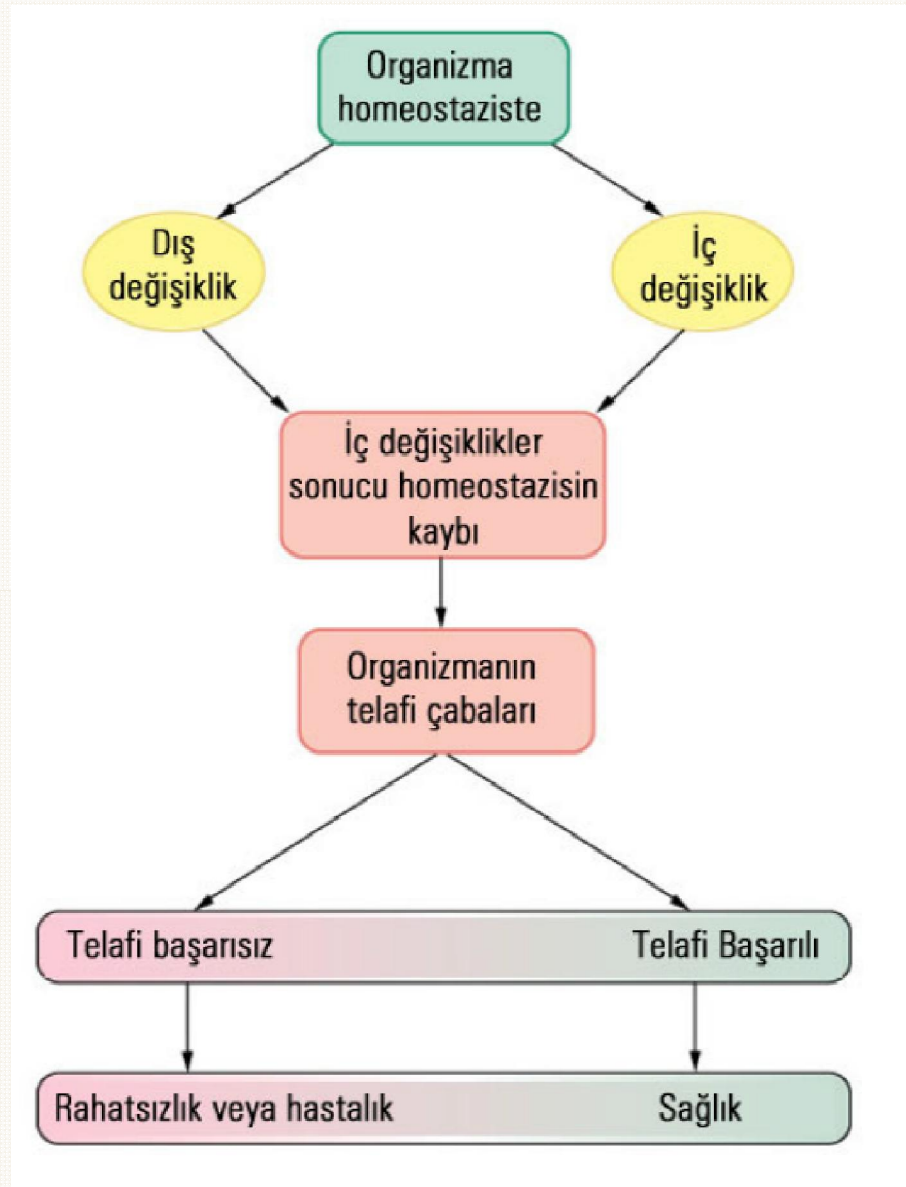 Organizma
homeostaziste
Dış
değişiklik
İç
değişiklik
İç değişiklikler
sonucu homeostazisin
kaybı
Organizmanın
telafi çabaları
Telafi başarısız
Telafi Başarılı
Rahatsızlık veya hastalık
Sağlık